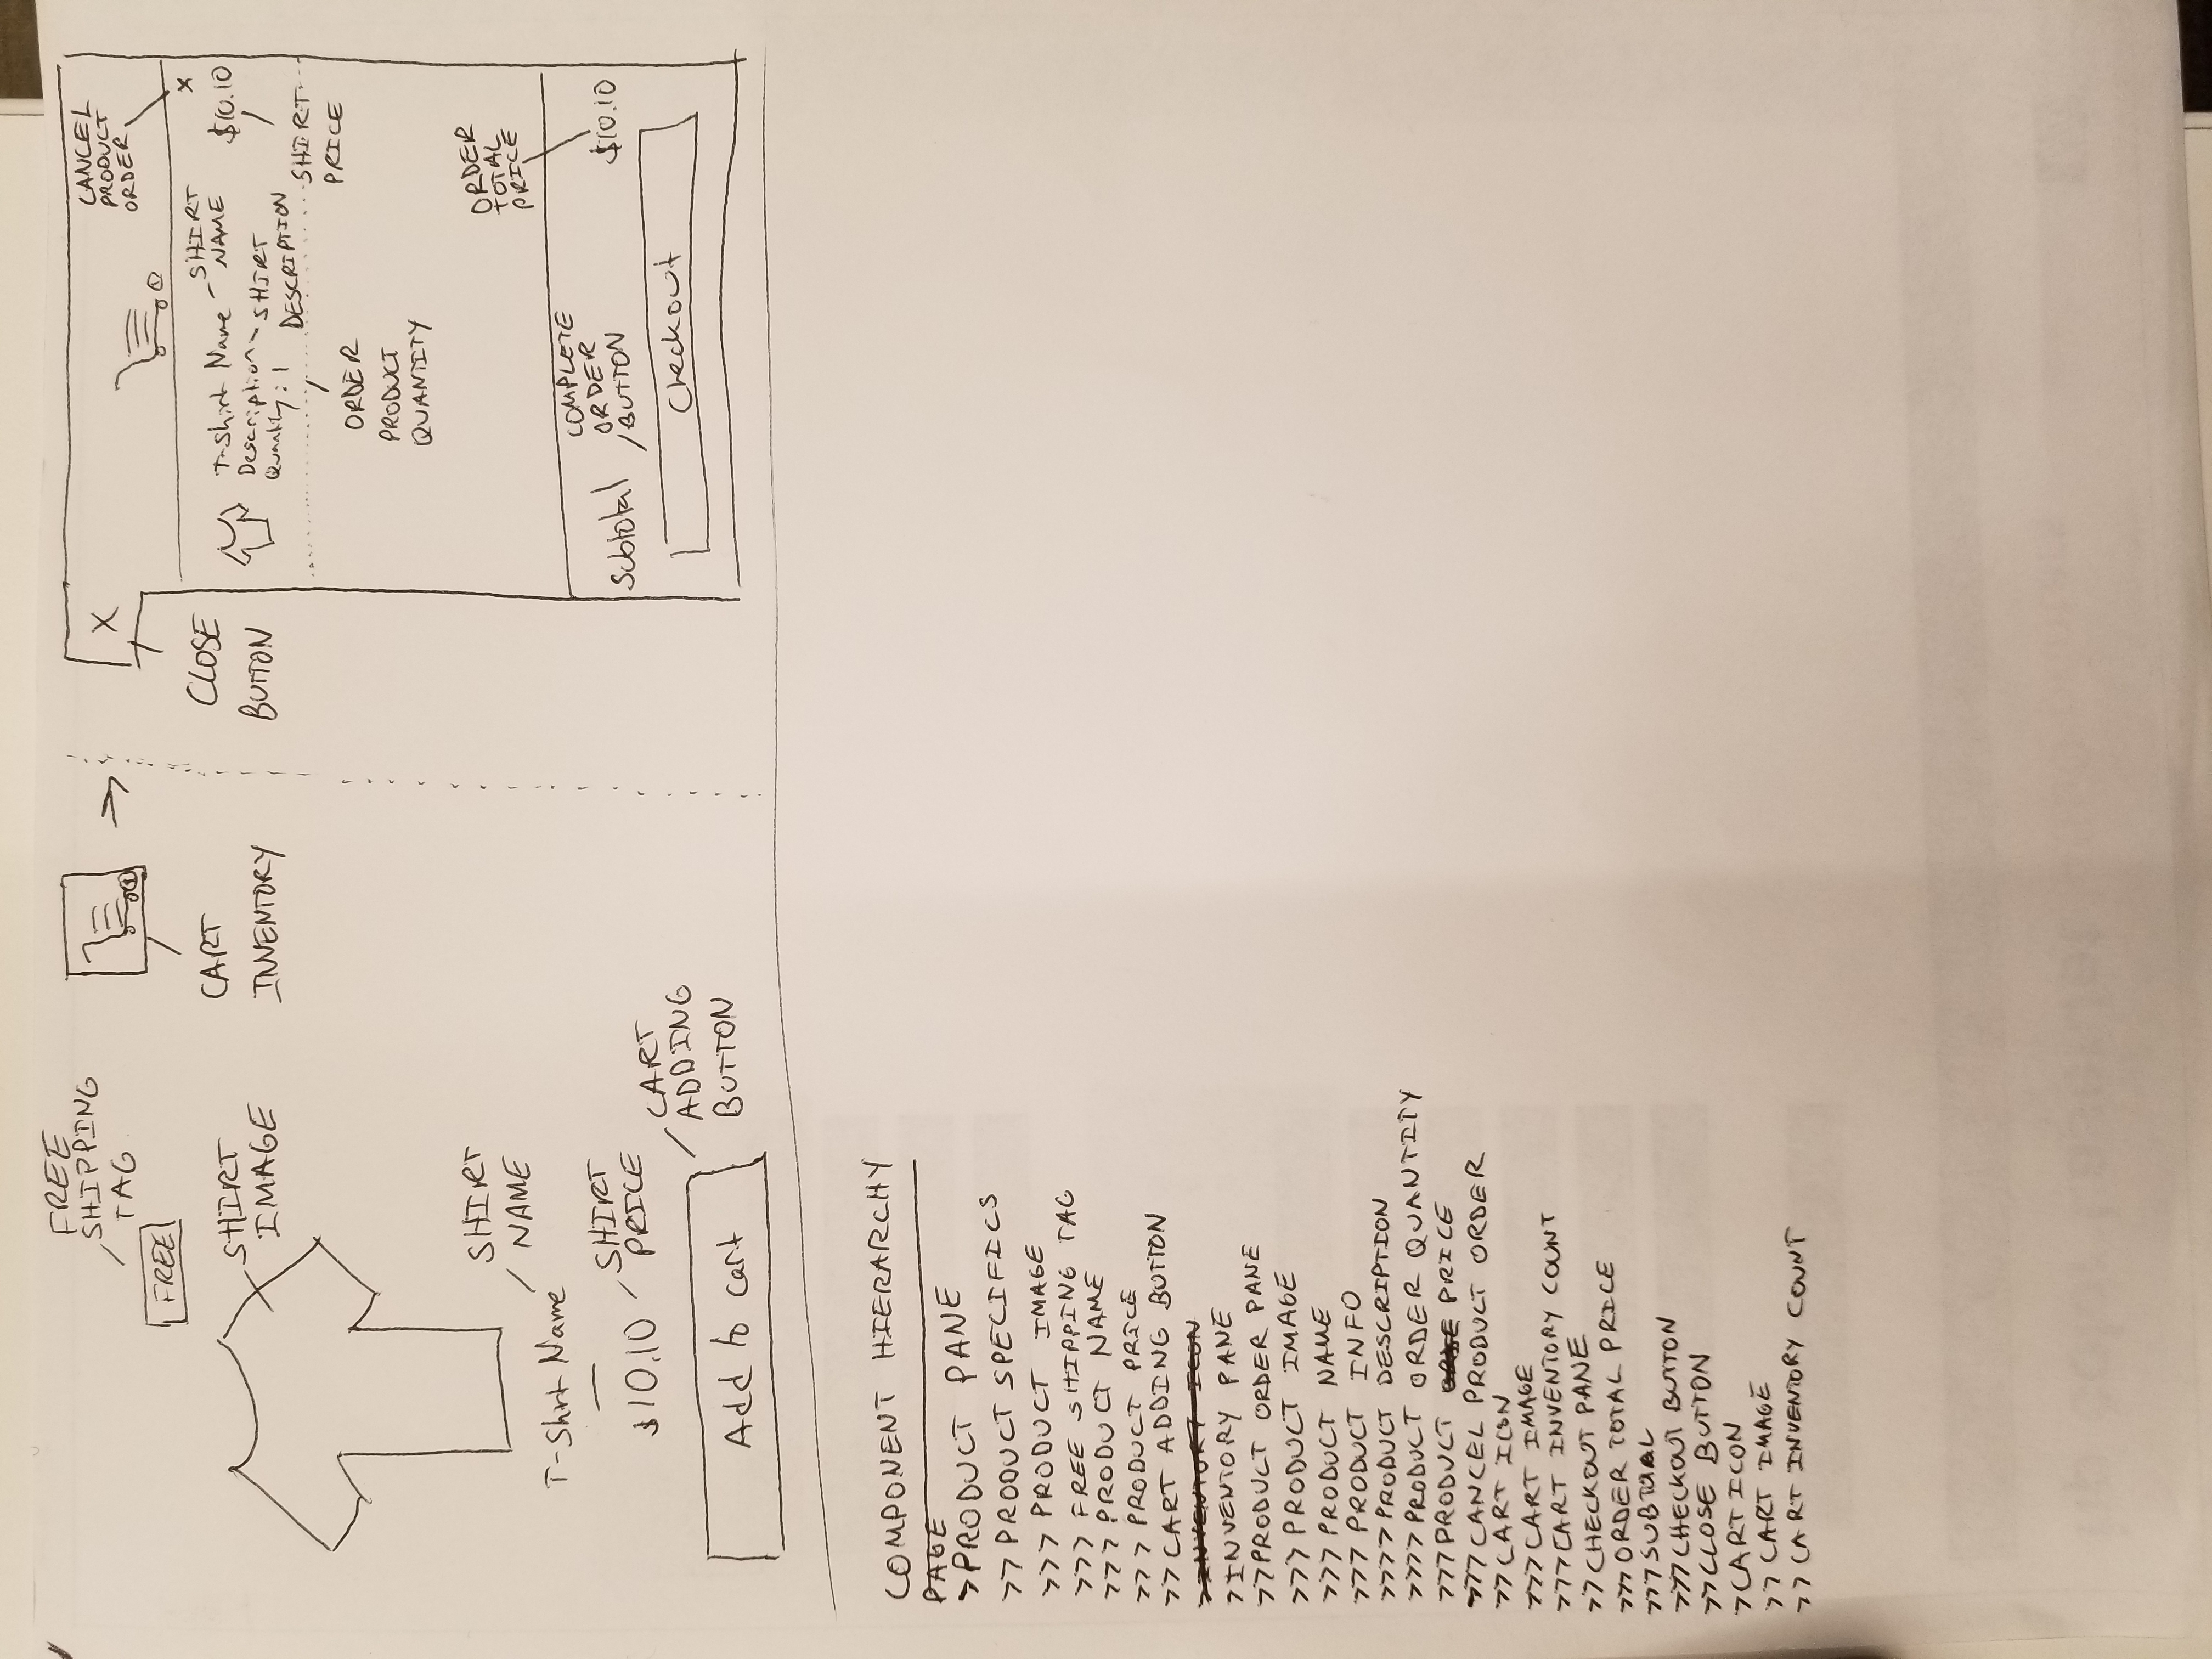 FREE
SHIPPING
TAG
FREE
SHIRT
IMAGE
SHIRT
NAME
T-Shirt Name
SHIRT
PRICE
$10.10
CART
ADDING
BUTTON
Add to cart
1
CART
INVENTORY
X
CLOSE
BUTTON
CANCEL
PRODUCT
ORDER
1
X
T-Shirt Name
SHIRT
NAME
$10.10
Description
SHIRT
DESCRIPTION
Quantity: 1
SHIRT
PRICE
ORDER
PRODUCT
QUANTITY
ORDER
TOTAL
PRICE
COMPLETE
ORDER
BUTTON
Subtotal
$10.10
Checkout
COMPONENT HIERARCHY
PAGE
>PRODUCT PANE
>> PRODUCT SPECIFICS
>>> PRODUCT IMAGE
>>> FREE SHIPPING TAG
>>> PRODUCT NAME
>>> PRODUCT PRICE
>> CART ADDING BUTTON
>INVENTORY ICON
>INVENTORY PANE
>>PRODUCT ORDER PANE
>>> PRODUCT IMAGE
>>> PRODUCT NAME
>>> PRODUCT INFO
>>>> PRODUCT DESCRIPTION
>>>> PRODUCT ORDER QUANTITY
>>> PRODUCT PRICE
>>> CANCEL PRODUCT ORDER
>> CART ICON
>>> CART IMAGE
>>> CART INVENTORY COUNT
>> CHECKOUT PANE
>>> ORDER TOTAL PRICE
>>> SUBTOTAL
>>> CHECKOUT BUTTON
>> CLOSE BUTTON
> CART ICON
>> CART IMAGE
>> CART INVENTORY COUNT